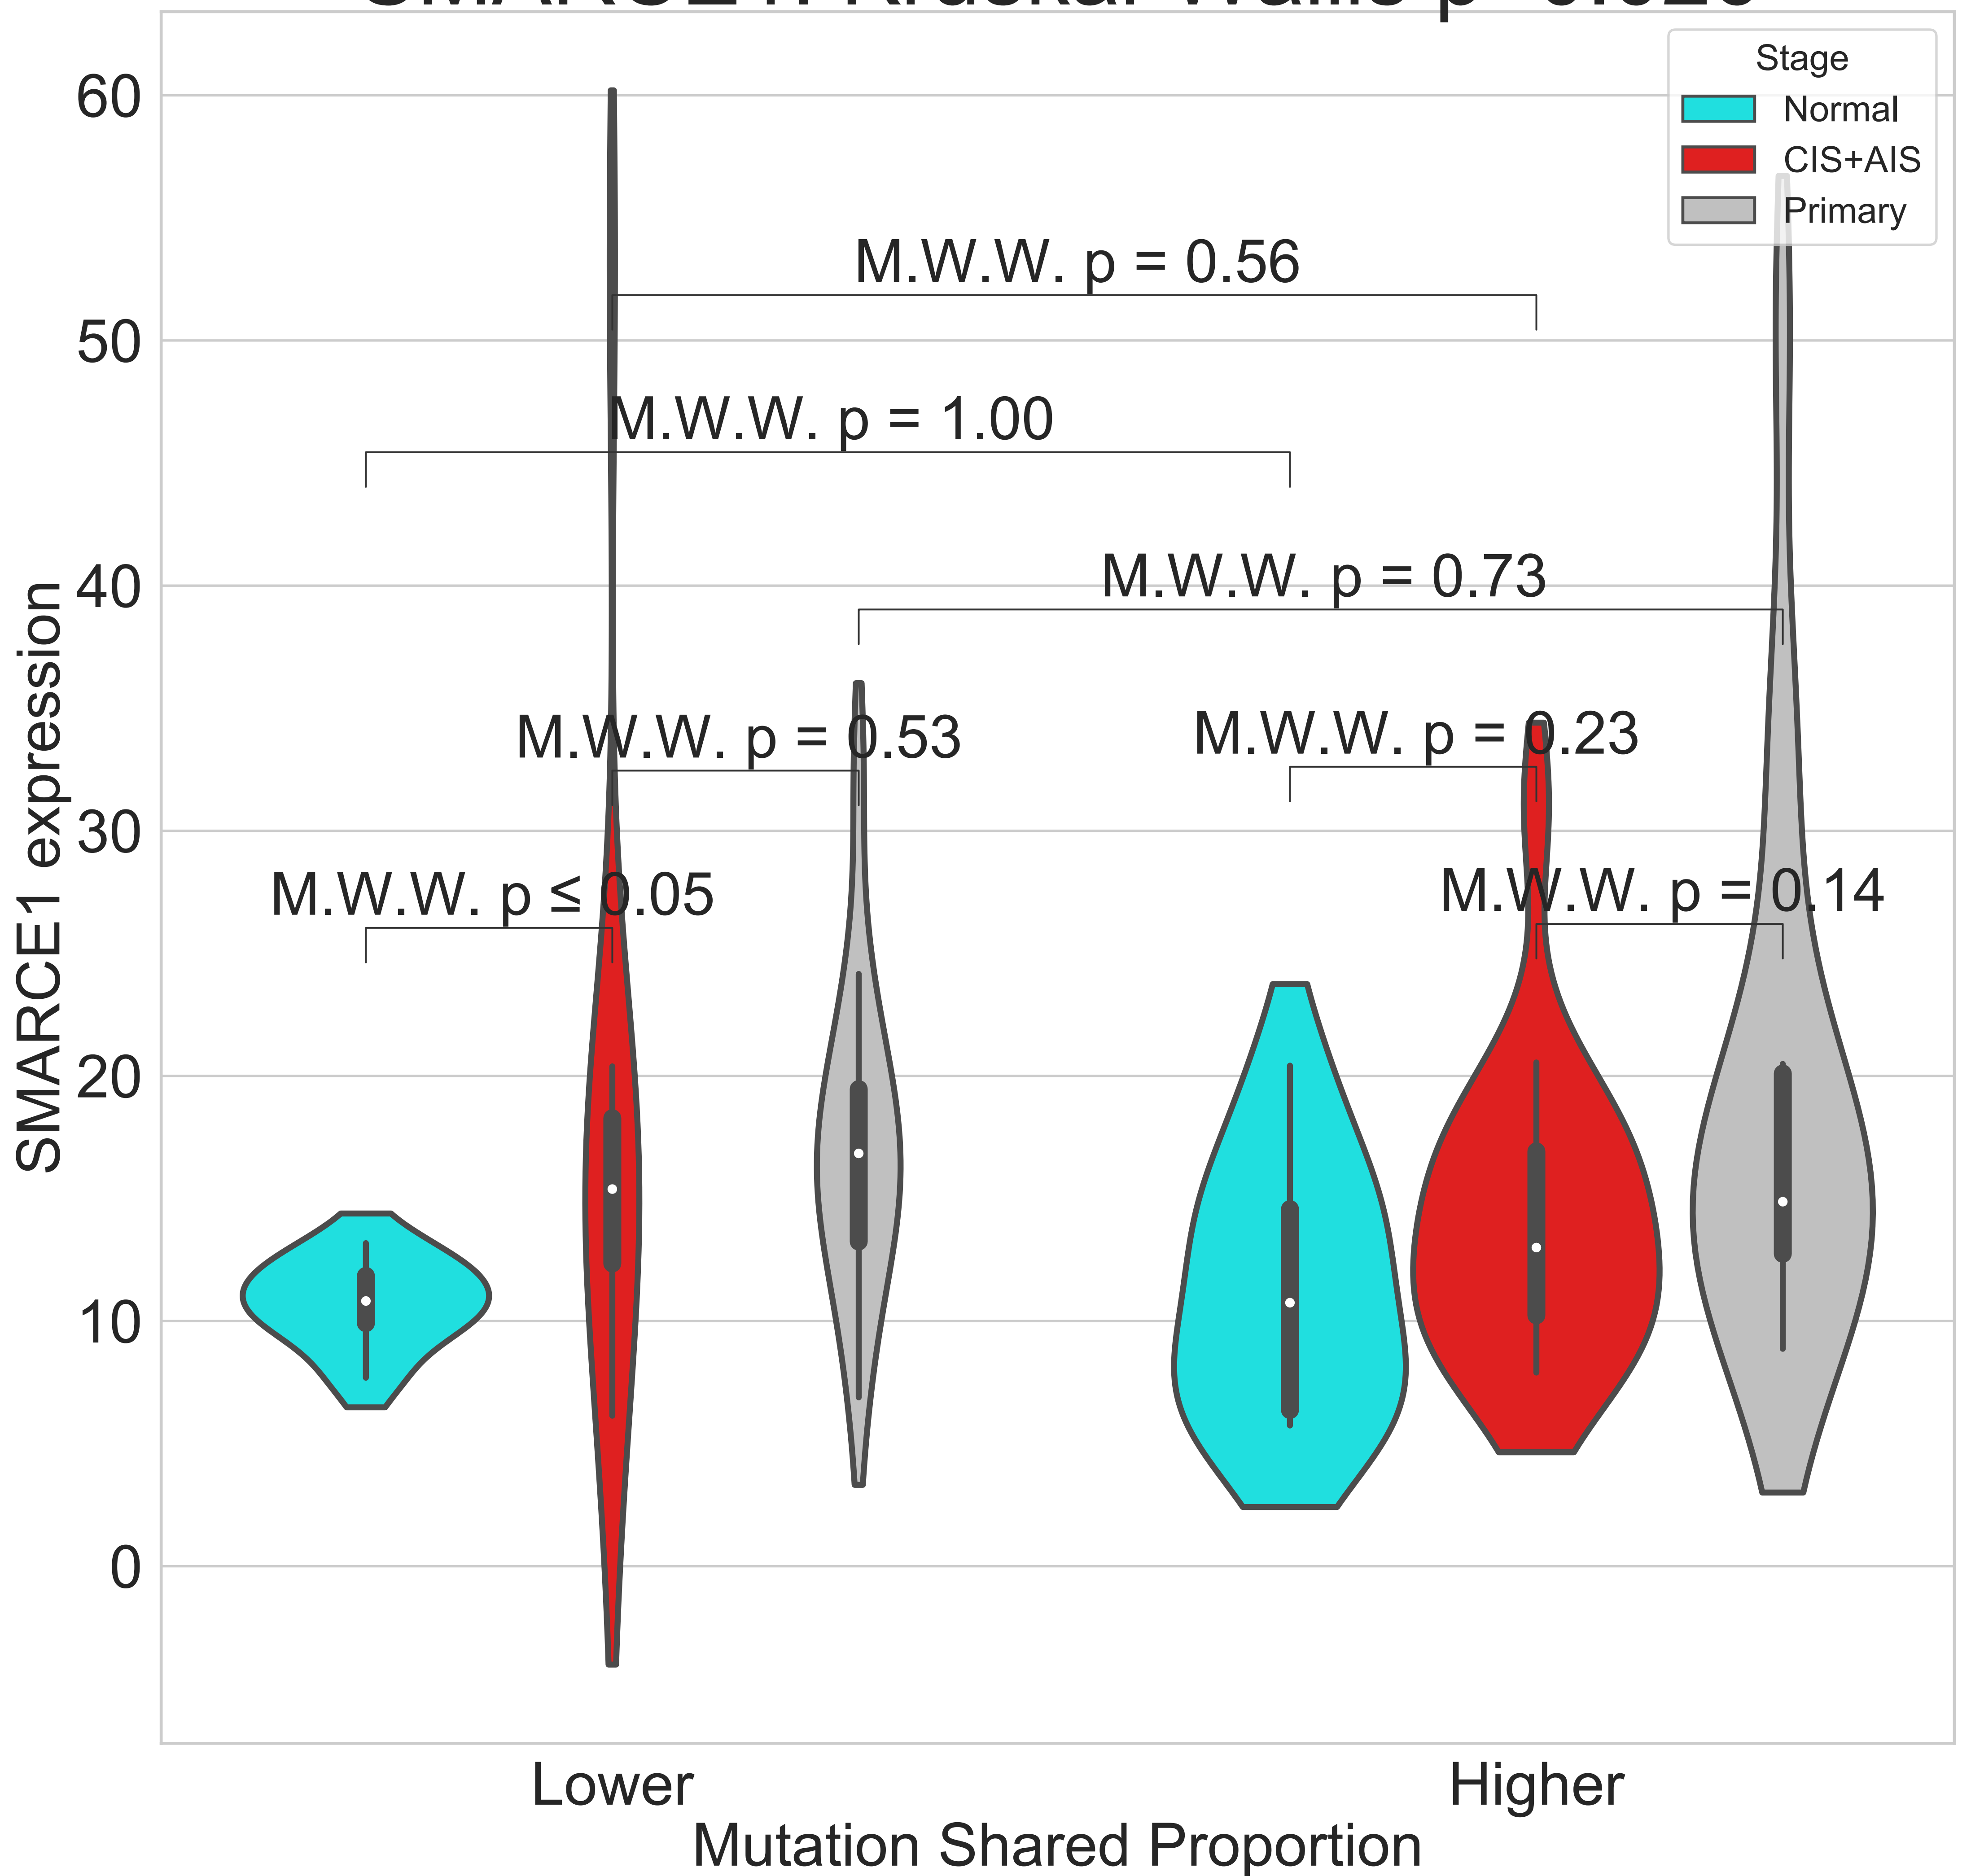 Stage
Normal
CIS+AIS
Primary
60
50
40
30
20
10
0
SMARCE1 expression
M.W.W. p = 0.56
M.W.W. p = 1.00
M.W.W. p = 0.73
M.W.W. p = 0.53
M.W.W. p = 0.23
M.W.W. p ≤ 0.05
M.W.W. p = 0.14
Lower
Higher
Mutation Shared Proportion